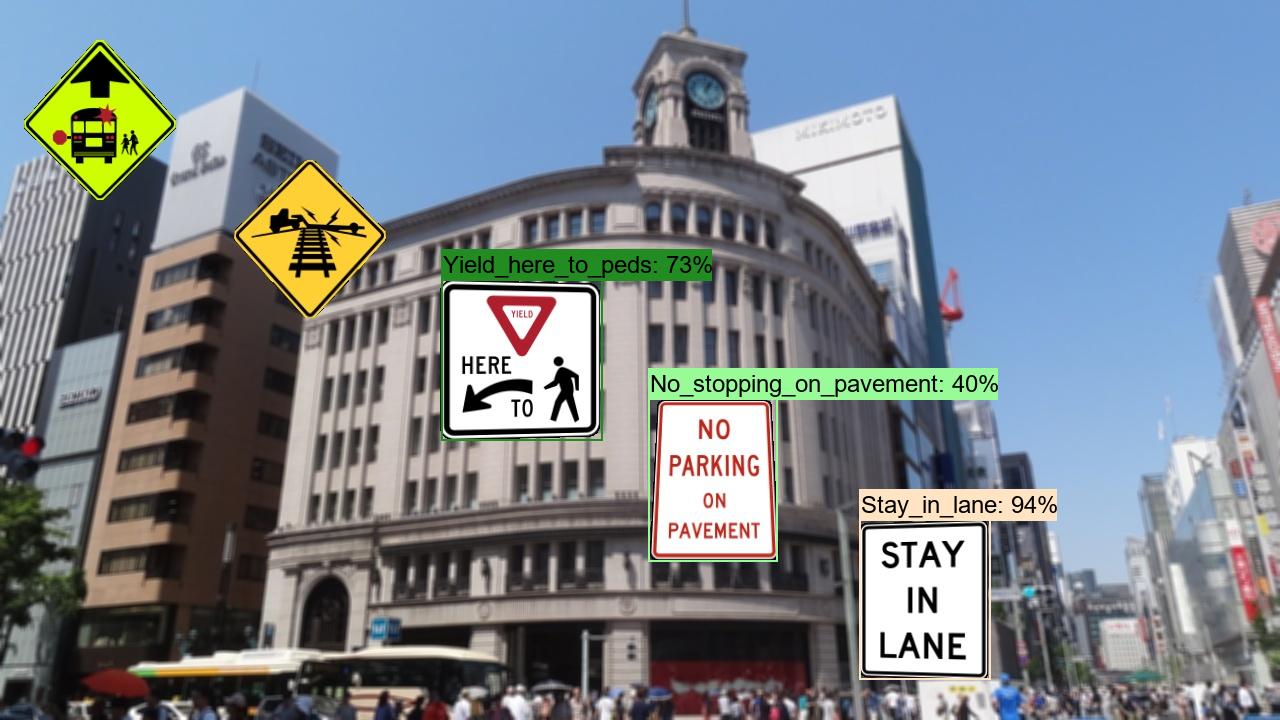 MIKIMOTO
Yield_here_to_peds: 73%
YIELD
HERE
TO
No_stopping_on_pavement: 40%
NO
PARKING
ON
PAVEMENT
Stay_in_lane: 94%
STAY
IN
LANE